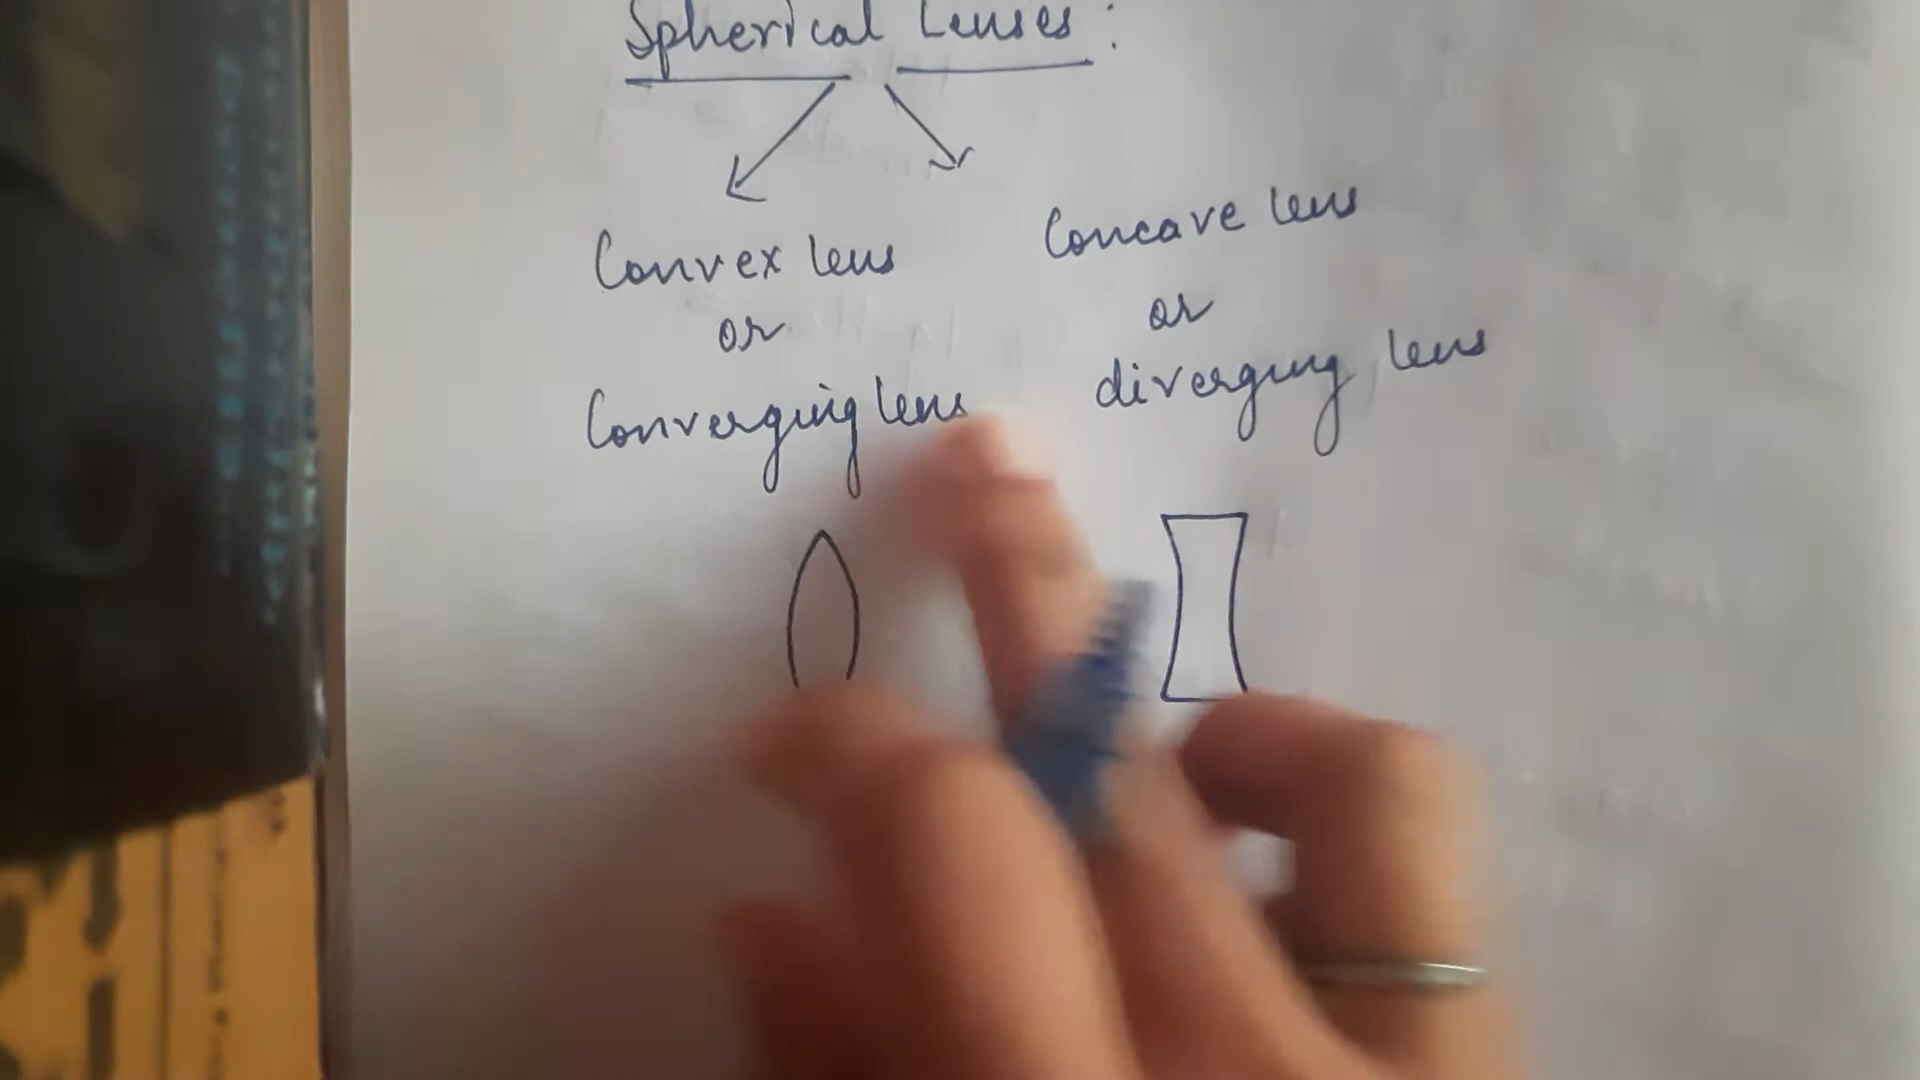 Spherical Lenses :
Convex lens
or
Converging lens
Concave lens
or
diverging lens